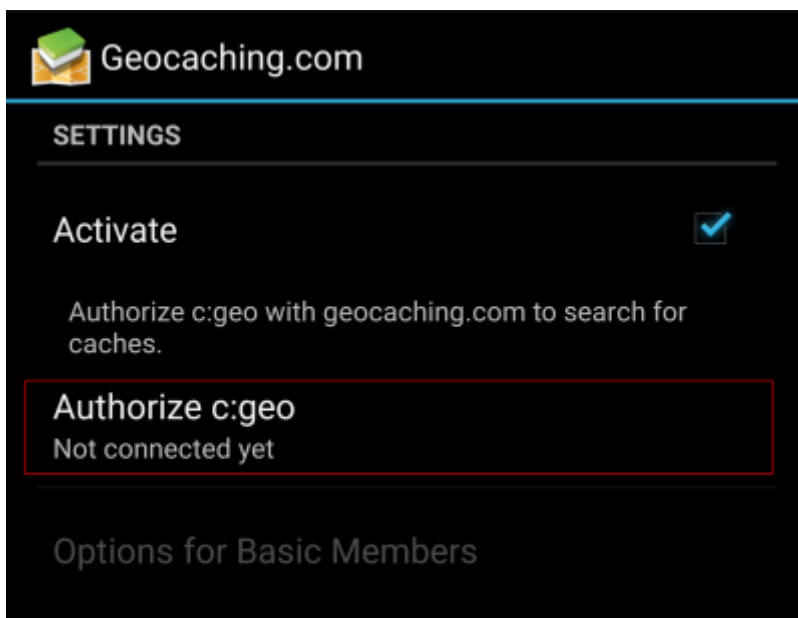 Geocaching.com
SETTINGS
Activate
Authorize c:geo with geocaching.com to search for
caches.
Authorize c:geo
Not connected yet
Options for Basic Members